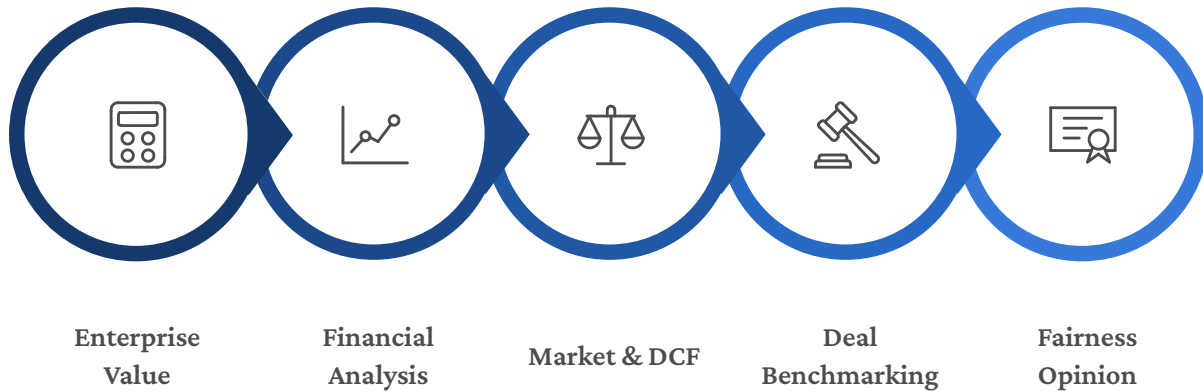 Enterprise
Value
Financial
Analysis
Market & DCF
Deal
Benchmarking
Fairness
Opinion